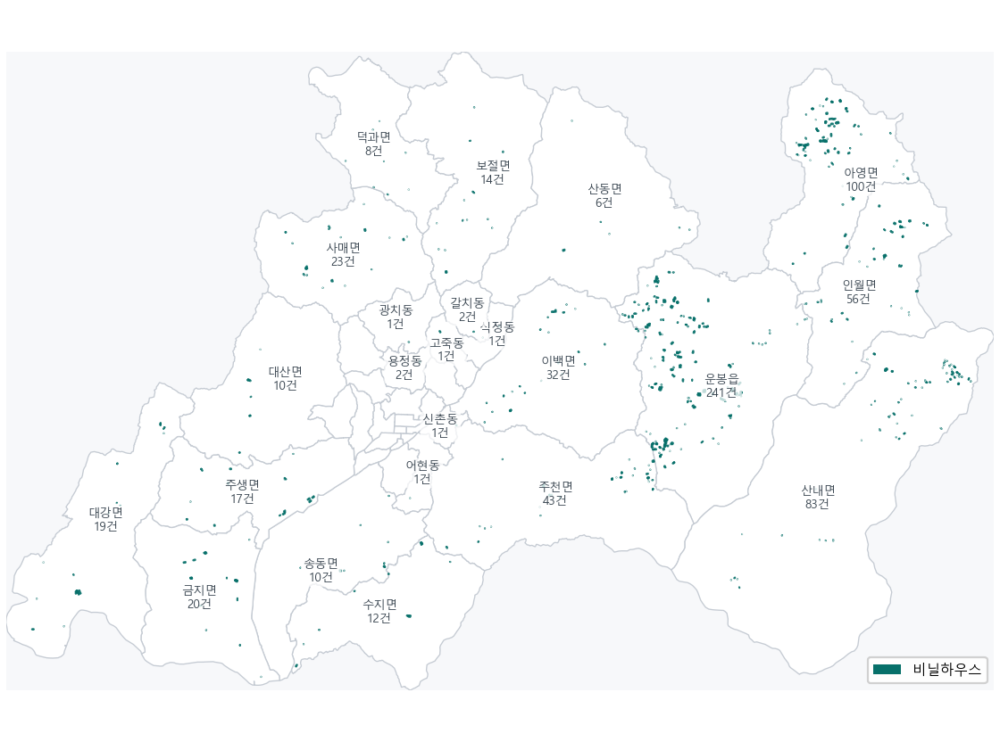 덕과면
8건
보절면
14건
산동면
6건
아영면
100건
사매면
23건
인월면
56건
갈치동
2건
광치동
1건
식정동
1건
고죽동
1건
용정동
2건
이백면
32건
대산면
10건
운봉읍
241건
신촌동
1건
어현동
1건
주생면
17건
주천면
43건
산내면
83건
대강면
19건
송동면
10건
금지면
20건
수지면
12건
비닐하우스